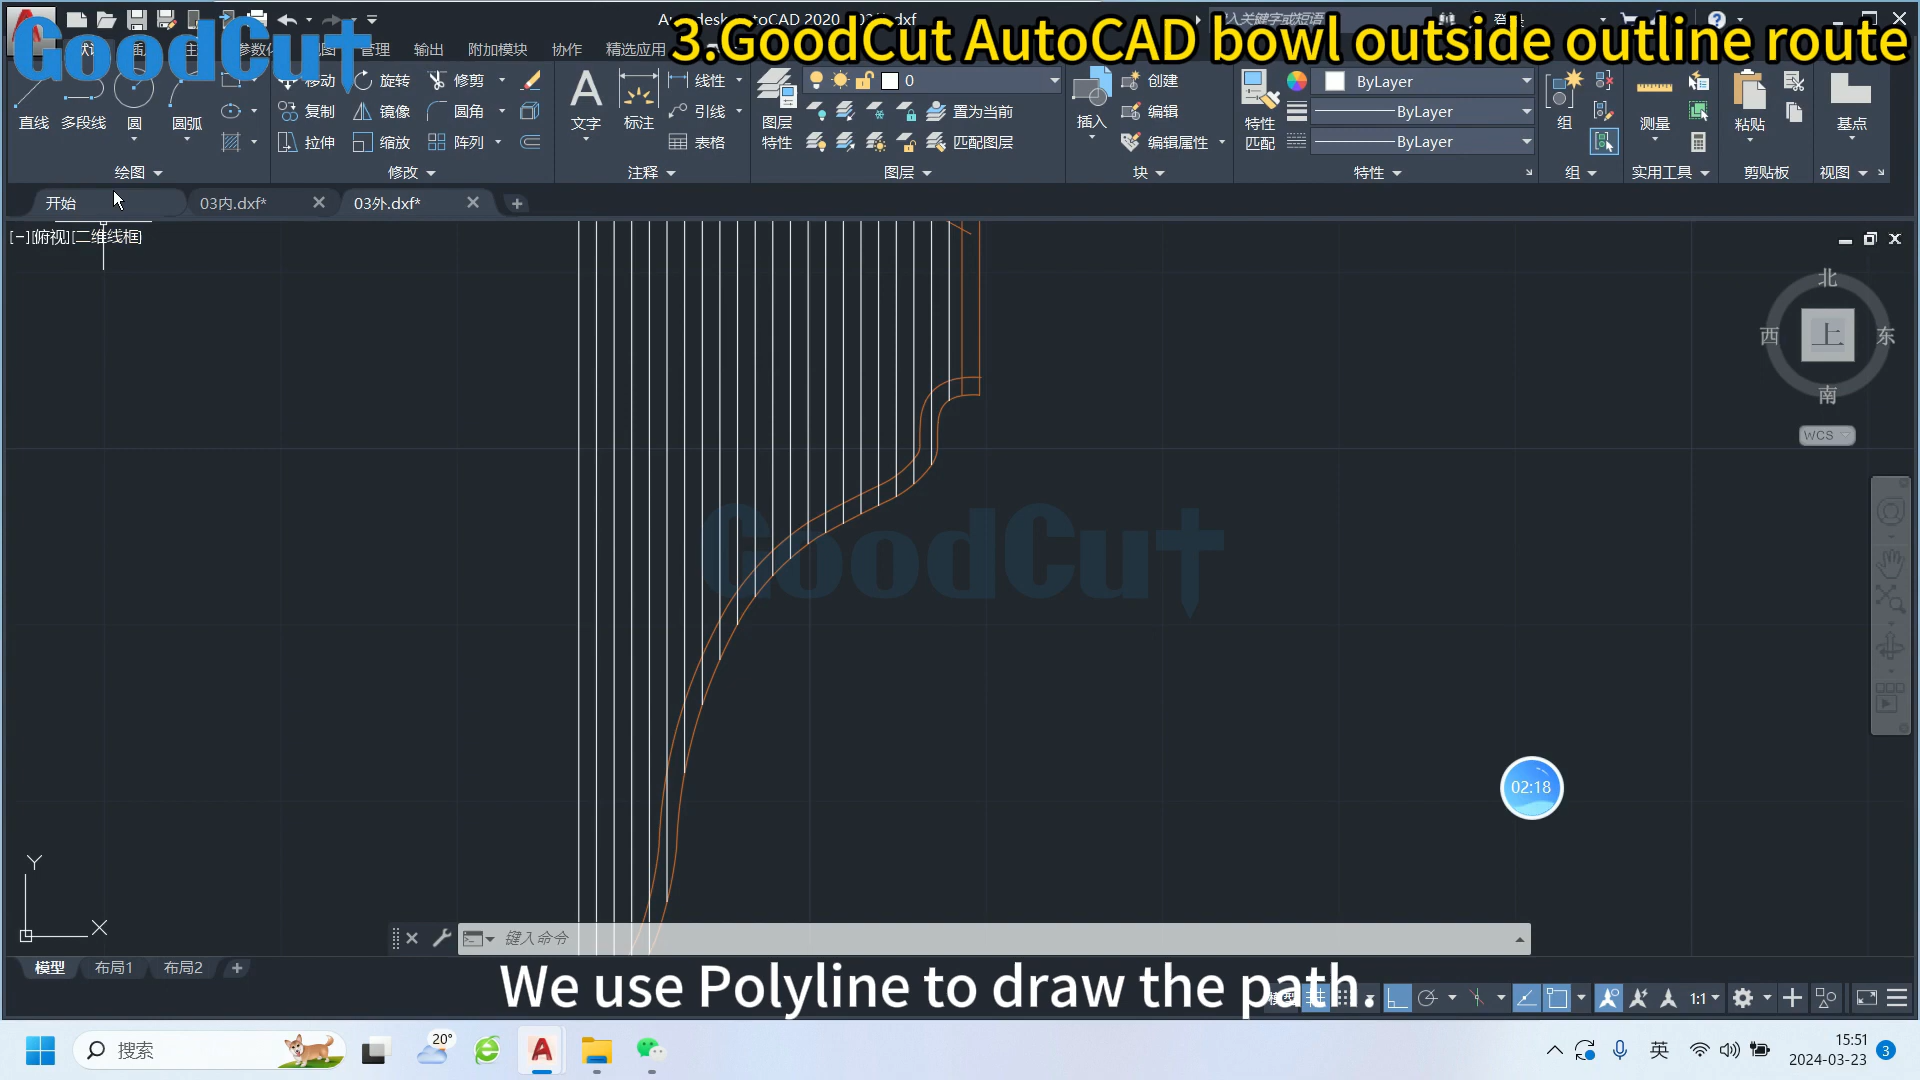 3.GoodCut AutoCAD bowl outside outline route
GoodCut
管理 输出 附加模块 协作 精选应用
直线 多段线 圆 圆弧
移动 旋转 修剪
复制 镜像 圆角
拉伸 缩放 阵列
文字 标注
线性
引线
表格
图层特性
0
置为当前
匹配图层
插入
创建
编辑
编辑属性
特性匹配
ByLayer
ByLayer
ByLayer
组
测量
粘贴
基点
绘图 修改 注释 图层 块 特性 组 实用工具 剪贴板 视图
开始 03内.dxf* 03外.dxf*
[−][俯视][二维线框]
北
西 上 东
南
WCS
GoodCut
02:18
Y
X
键入命令
模型 布局1 布局2
We use Polyline to draw the path.
1:1
搜索
20°
英
15:51
2024-03-23
3